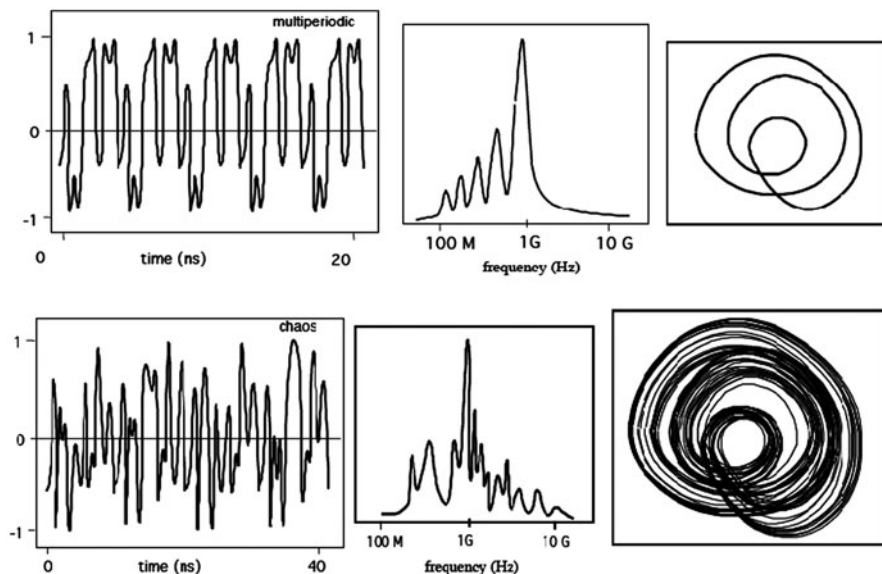 multiperiodic
1
0
-1
0 20
time (ns)
100 M 1G 10 G
frequency (Hz)
chaos
1
0
-1
0 40
time (ns)
100 M 1G 10 G
frequency (Hz)